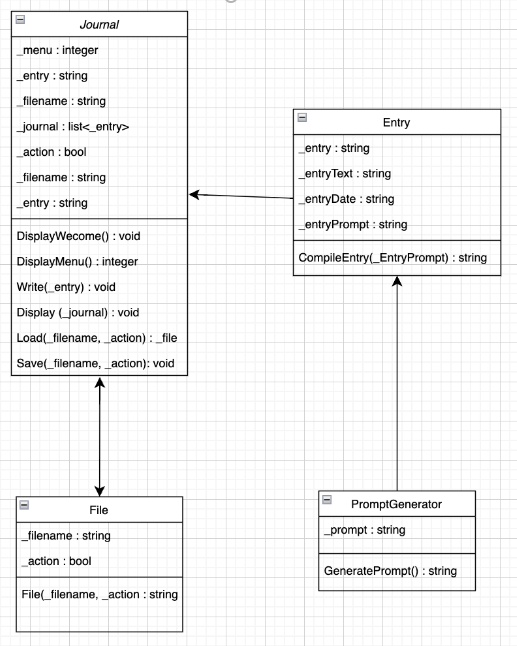 Journal
_menu : integer
_entry : string
_filename : string
_journal : list<_entry>
_action : bool
_filename : string
_entry : string
DisplayWecome() : void
DisplayMenu() : integer
Write(_entry) : void
Display (_journal) : void
Load(_filename, _action) : _file
Save(_filename, _action): void
Entry
_entry : string
_entryText : string
_entryDate : string
_entryPrompt : string
CompileEntry(_EntryPrompt) : string
File
_filename : string
_action : bool
File(_filename, _action : string
PromptGenerator
_prompt : string
GeneratePrompt() : string